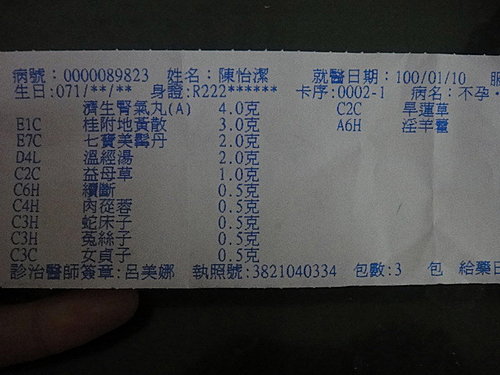 病號：0000089823 姓名：陳怡潔 就醫日期：100/01/10
生日:071/**/** 身證:R222****** 卡序:0002-1 病名：不孕，
濟生腎氣丸(A) 4.0克 C2C 旱蓮草
E1C 桂附地黃散 3.0克 A6H 淫羊藿
E7C 七寶美髯丹 2.0克
D4L 溫經湯 2.0克
C2C 益母草 1.0克
C6H 續斷 0.5克
C4H 肉蓯蓉 0.5克
C3H 蛇床子 0.5克
C3H 菟絲子 0.5克
C3C 女貞子 0.5克
診治醫師簽章:呂美娜 執照號:3821040334 包數:3 包 給藥日